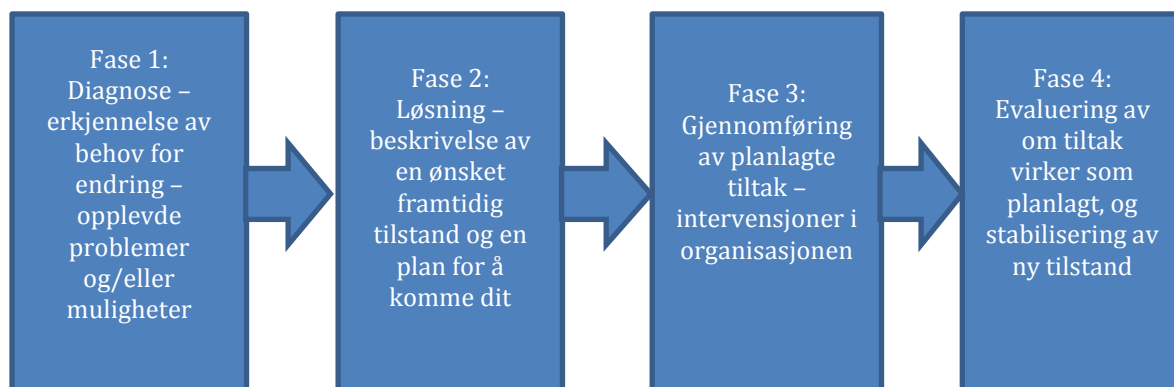 Fase 1:
Diagnose –
erkjennelse av
behov for
endring –
opplevde
problemer
og/eller
muligheter
Fase 2:
Løsning –
beskrivelse av
en ønsket
framtidig
tilstand og en
plan for å
komme dit
Fase 3:
Gjennomføring
av planlagte
tiltak –
intervensjoner i
organisasjonen
Fase 4:
Evaluering av
om tiltak
virker som
planlagt, og
stabilisering av
ny tilstand